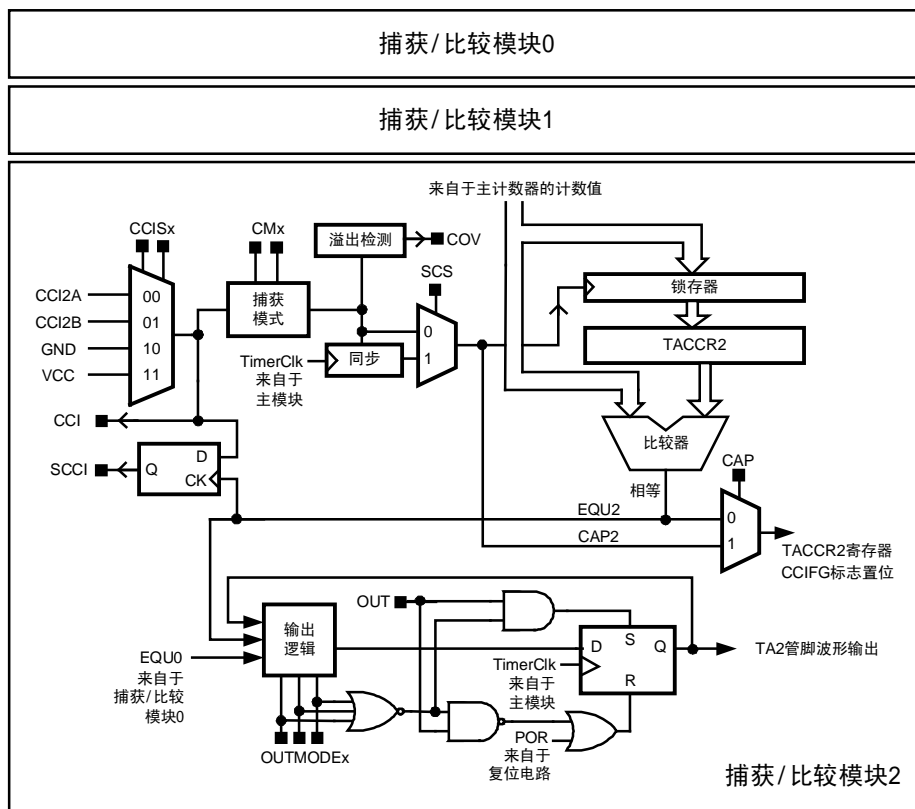 捕获/比较模块0
捕获/比较模块1
来自于主计数器的计数值
CCISx
CMx
溢出检测
COV
SCS
锁存器
CCI2A
00
CCI2B
01
GND
10
VCC
11
捕获
模式
0
1
TimerClk
来自于
主模块
同步
TACCR2
CCI
比较器
SCCI
Q
D
CK
相等
CAP
EQU2
0
CAP2
1
TACCR2寄存器
CCIFG标志置位
OUT
输出
逻辑
EQU0
来自于
捕获/比较
模块0
D
S
Q
R
TA2管脚波形输出
TimerClk
来自于
主模块
OUTMODEx
POR
来自于
复位电路
捕获/比较模块2